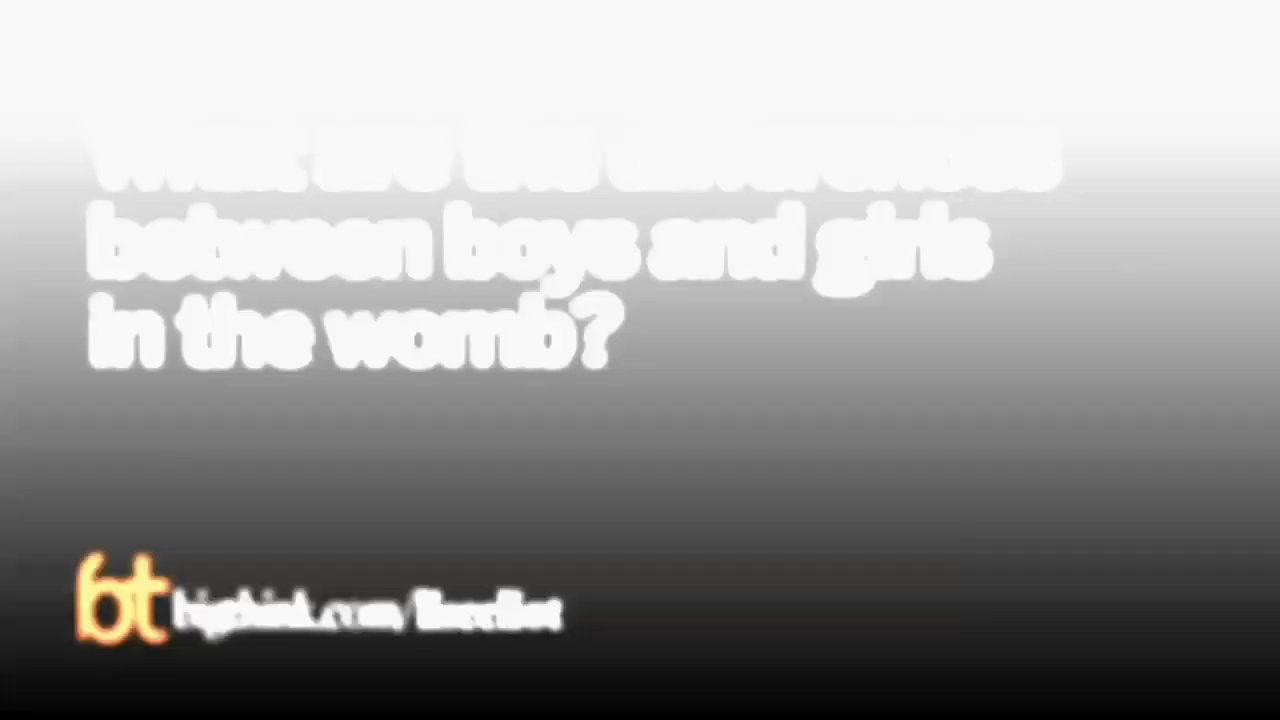 What are the differences
between boys and girls
in the womb?
bt